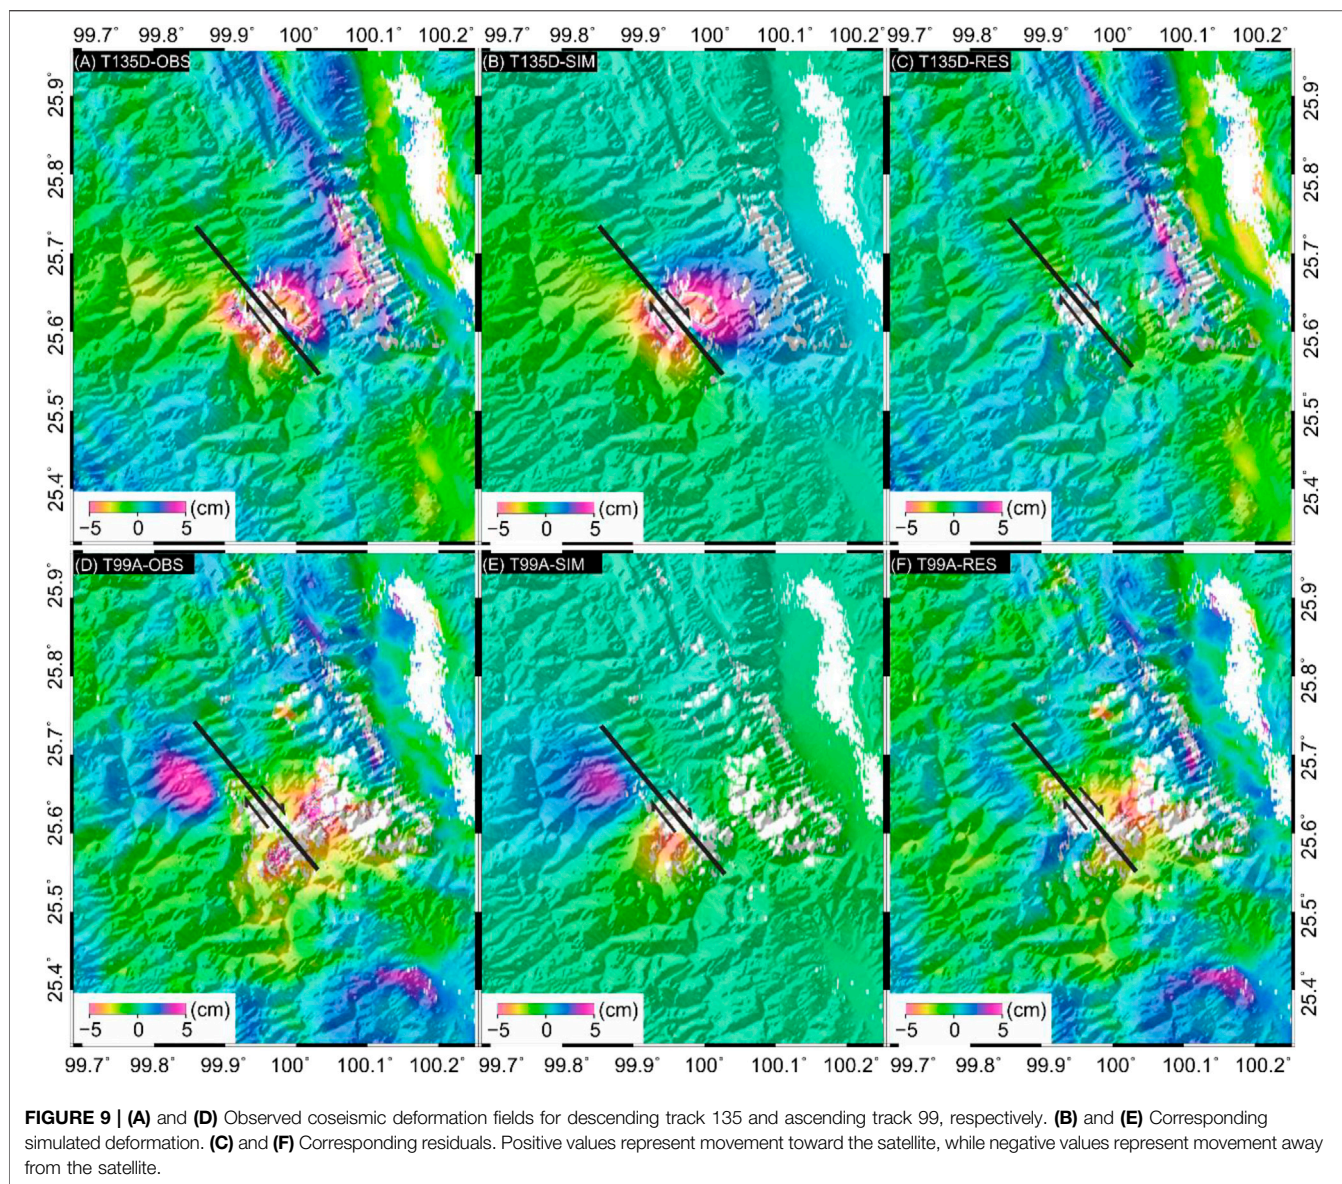 99.7° 99.8° 99.9° 100° 100.1° 100.2° 99.7° 99.8° 99.9° 100° 100.1° 100.2° 99.7° 99.8° 99.9° 100° 100.1° 100.2°
(A) T135D-OBS (B) T135D-SIM (C) T135D-RES
25.9° 25.9°
25.8° 25.8°
25.7° 25.7°
25.6° 25.6°
25.5° 25.5°
25.4° 25.4°
(cm) (cm) (cm)
−5 0 5 −5 0 5 −5 0 5
(D) T99A-OBS (E) T99A-SIM (F) T99A-RES
25.9° 25.9°
25.8° 25.8°
25.7° 25.7°
25.6° 25.6°
25.5° 25.5°
25.4° 25.4°
(cm) (cm) (cm)
−5 0 5 −5 0 5 −5 0 5
99.7° 99.8° 99.9° 100° 100.1° 100.2° 99.7° 99.8° 99.9° 100° 100.1° 100.2° 99.7° 99.8° 99.9° 100° 100.1° 100.2°
FIGURE 9 | (A) and (D) Observed coseismic deformation fields for descending track 135 and ascending track 99, respectively. (B) and (E) Corresponding
simulated deformation. (C) and (F) Corresponding residuals. Positive values represent movement toward the satellite, while negative values represent movement away
from the satellite.